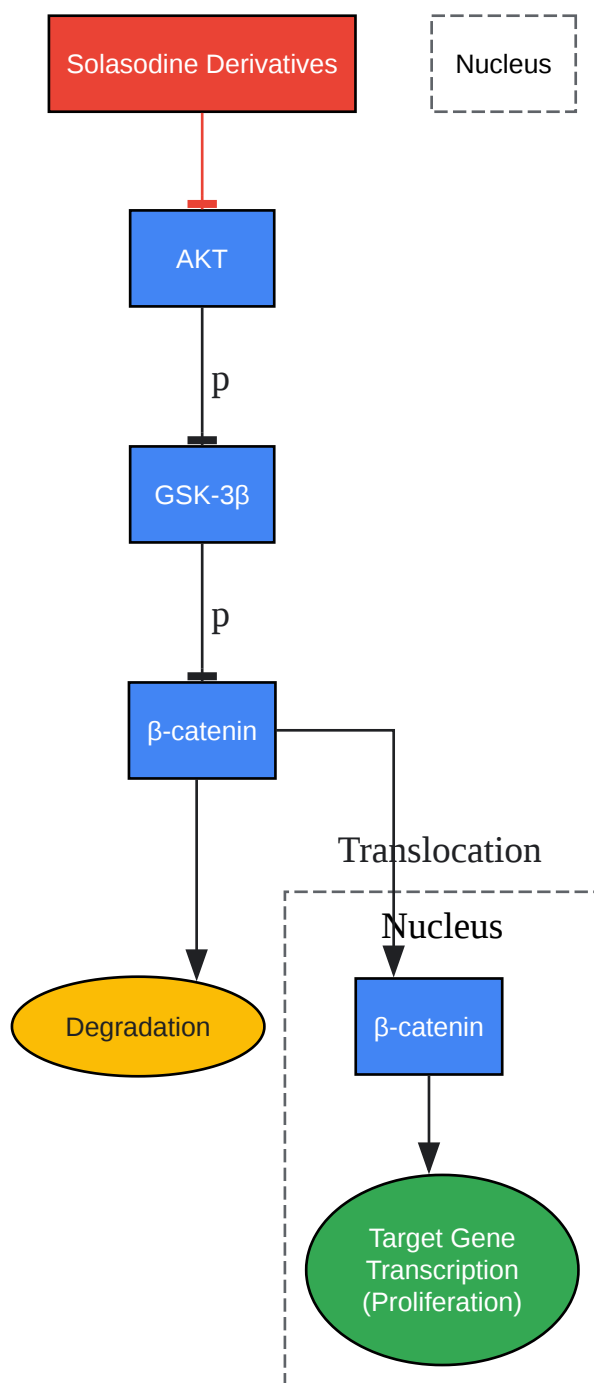 Solasodine Derivatives
Nucleus
AKT
p
GSK-3β
p
β-catenin
Translocation
Nucleus
Degradation
β-catenin
Target Gene
Transcription
(Proliferation)